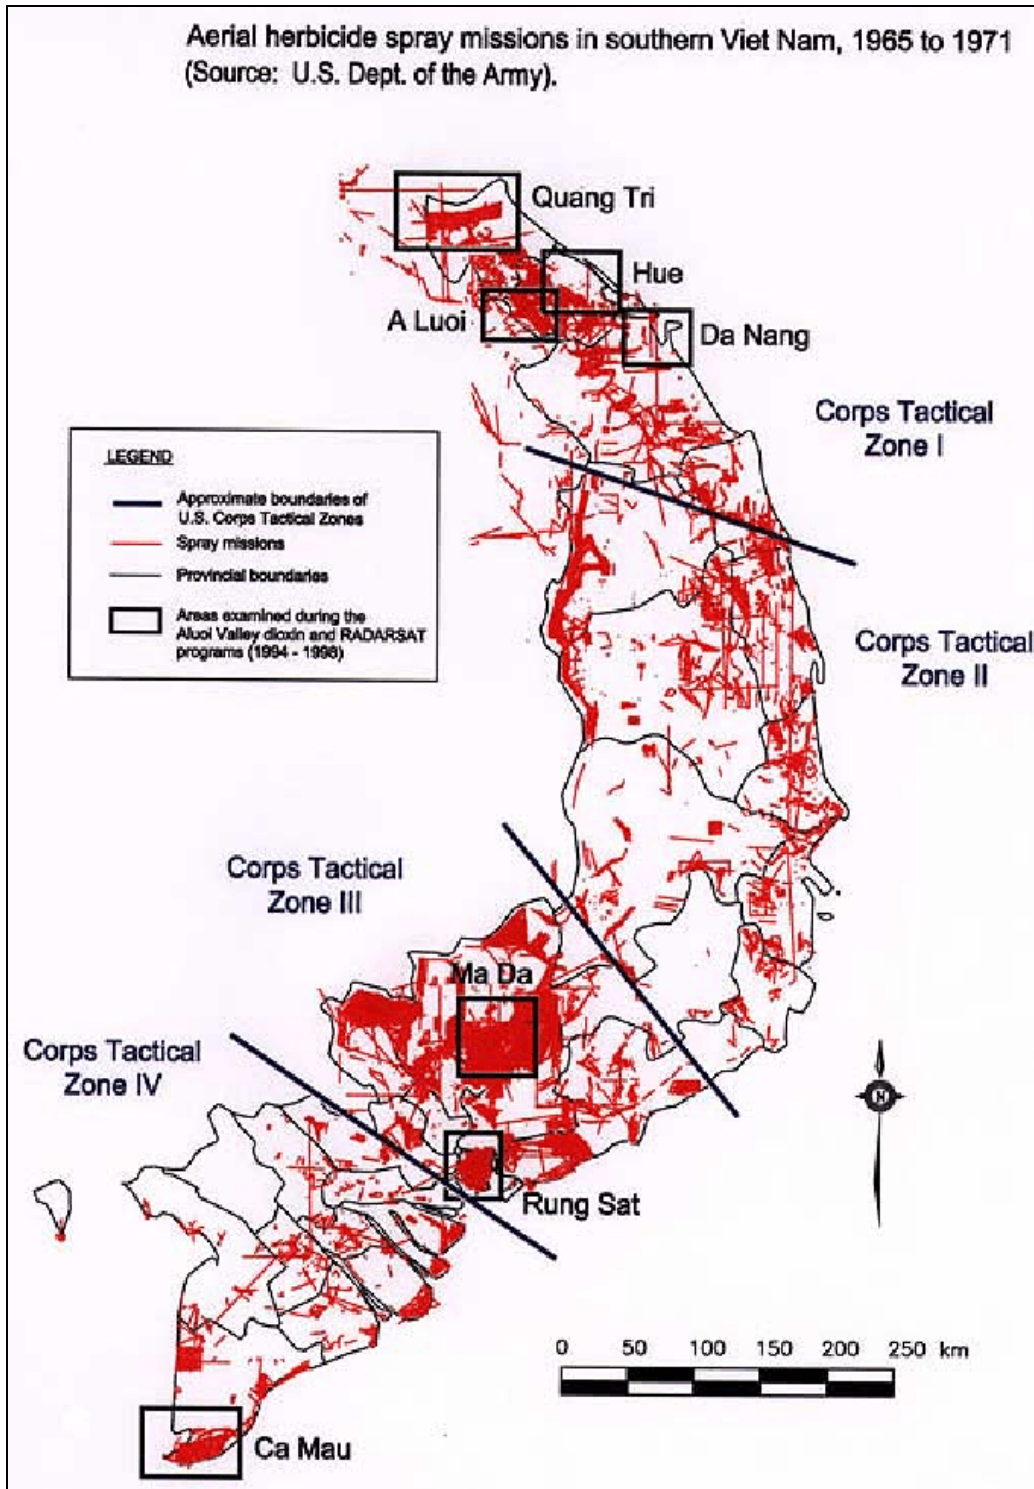 Aerial herbicide spray missions in southern Viet Nam, 1965 to 1971
(Source: U.S. Dept. of the Army).
Quang Tri
Hue
A Luoi
Da Nang
Corps Tactical
Zone I
LEGEND
Approximate boundaries of
U.S. Corps Tactical Zones
Spray missions
Provincial boundaries
Areas examined during the
Aluoi Valley dioxin and RADARSAT
programs (1994 - 1998)
Corps Tactical
Zone II
Corps Tactical
Zone III
Ma Da
Corps Tactical
Zone IV
N
Rung Sat
0 50 100 150 200 250 km
Ca Mau